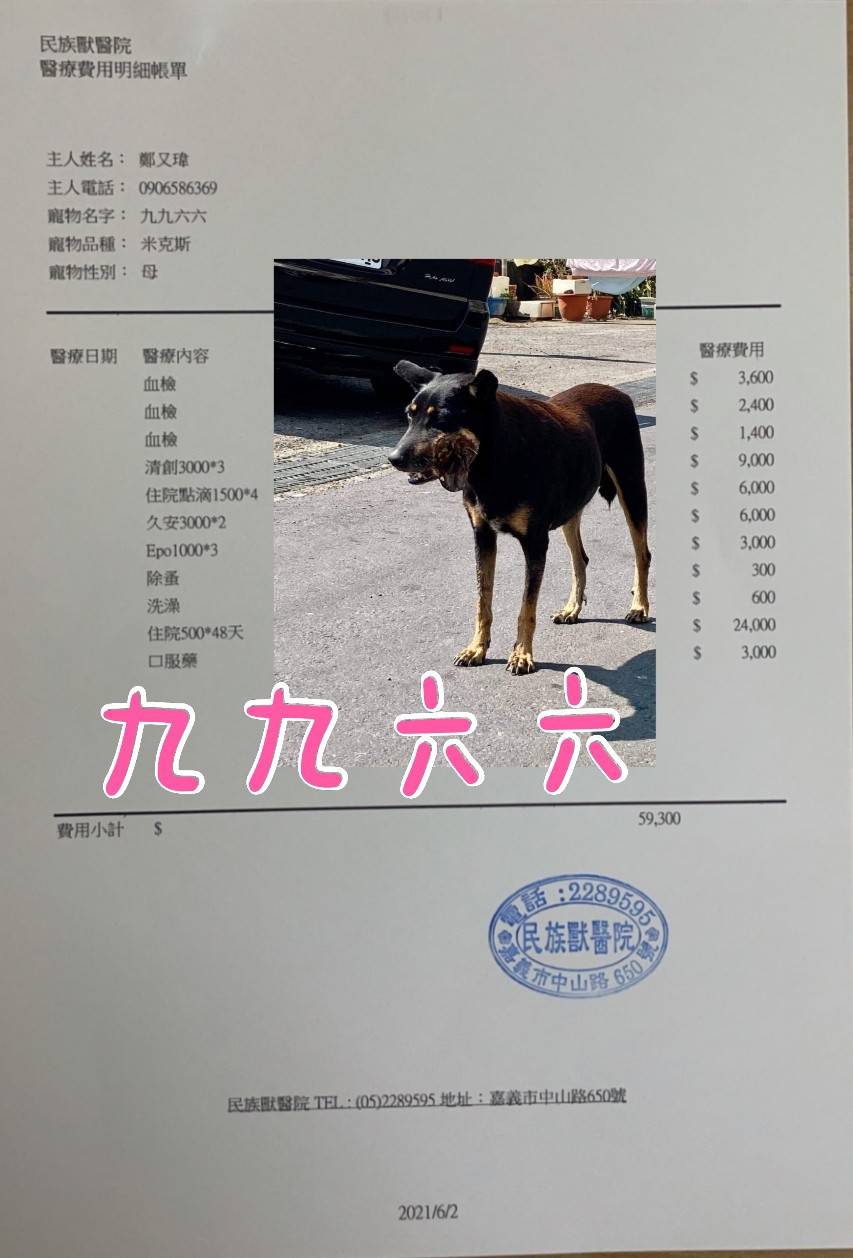 民族獸醫院
醫療費用明細帳單
主人姓名： 鄭又瑋
主人電話： 0906586369
寵物名字： 九九六六
寵物品種： 米克斯
寵物性別： 母
醫療日期 醫療內容 醫療費用
血檢 $ 3,600
血檢 $ 2,400
血檢 $ 1,400
清創3000*3 $ 9,000
住院點滴1500*4 $ 6,000
久安3000*2 $ 6,000
Epo1000*3 $ 3,000
除蚤 $ 300
洗澡 $ 600
住院500*48天 $ 24,000
口服藥 $ 3,000
九九六六
費用小計 $ 59,300
電話:2289595
民族獸醫院
嘉義市中山路 650 號
民族獸醫院 TEL : (05)2289595 地址：嘉義市中山路650號
2021/6/2